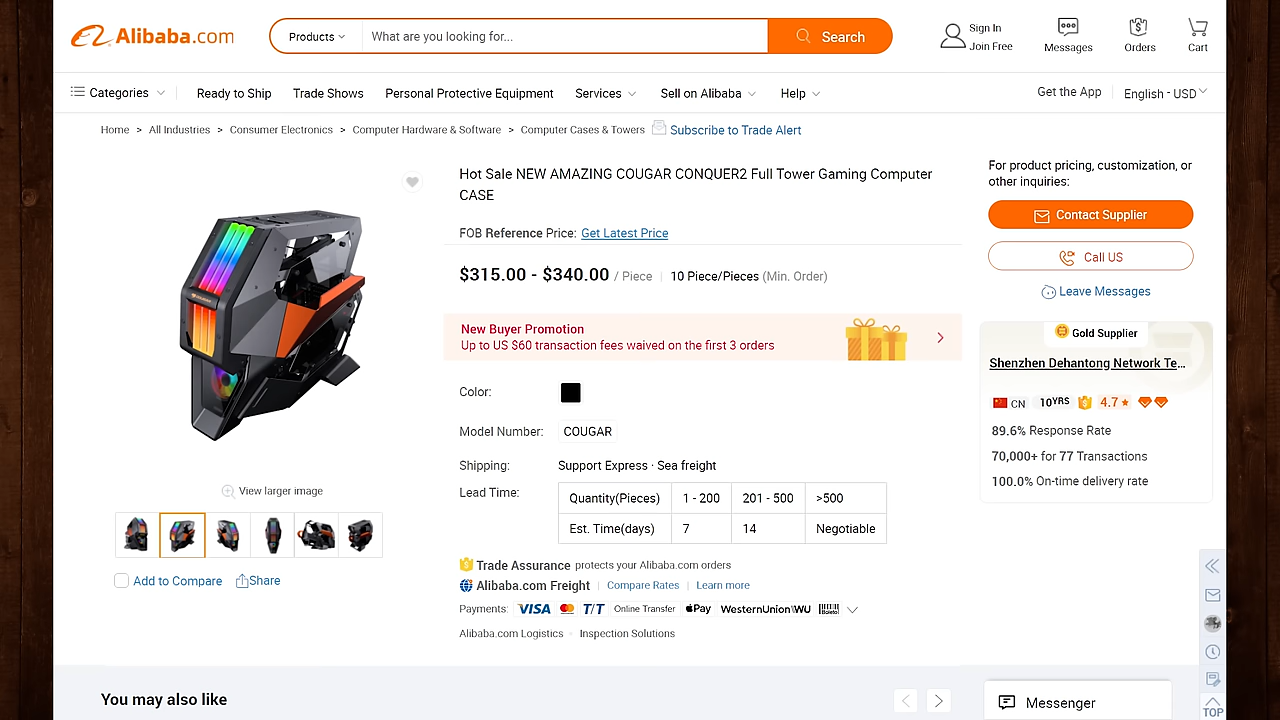 Alibaba.com
Products
What are you looking for...
Search
Sign In
Join Free
Messages
Orders
Cart
Categories
Ready to Ship
Trade Shows
Personal Protective Equipment
Services
Sell on Alibaba
Help
Get the App
English - USD
Home > All Industries > Consumer Electronics > Computer Hardware & Software > Computer Cases & Towers
Subscribe to Trade Alert
Hot Sale NEW AMAZING COUGAR CONQUER2 Full Tower Gaming Computer
CASE
FOB Reference Price: Get Latest Price
$315.00 - $340.00 / Piece | 10 Piece/Pieces (Min. Order)
New Buyer Promotion
Up to US $60 transaction fees waived on the first 3 orders
Color:
Model Number: COUGAR
Shipping: Support Express · Sea freight
Lead Time:
Quantity(Pieces) 1 - 200 201 - 500 >500
Est. Time(days) 7 14 Negotiable
Trade Assurance protects your Alibaba.com orders
Alibaba.com Freight | Compare Rates | Learn more
Payments: VISA T/T Online Transfer Pay WesternUnion WU Boleto
Alibaba.com Logistics · Inspection Solutions
View larger image
Add to Compare
Share
For product pricing, customization, or
other inquiries:
Contact Supplier
Call US
Leave Messages
Gold Supplier
Shenzhen Dehantong Network Te...
CN 10YRS 4.7
89.6% Response Rate
70,000+ for 77 Transactions
100.0% On-time delivery rate
You may also like
Messenger
TOP